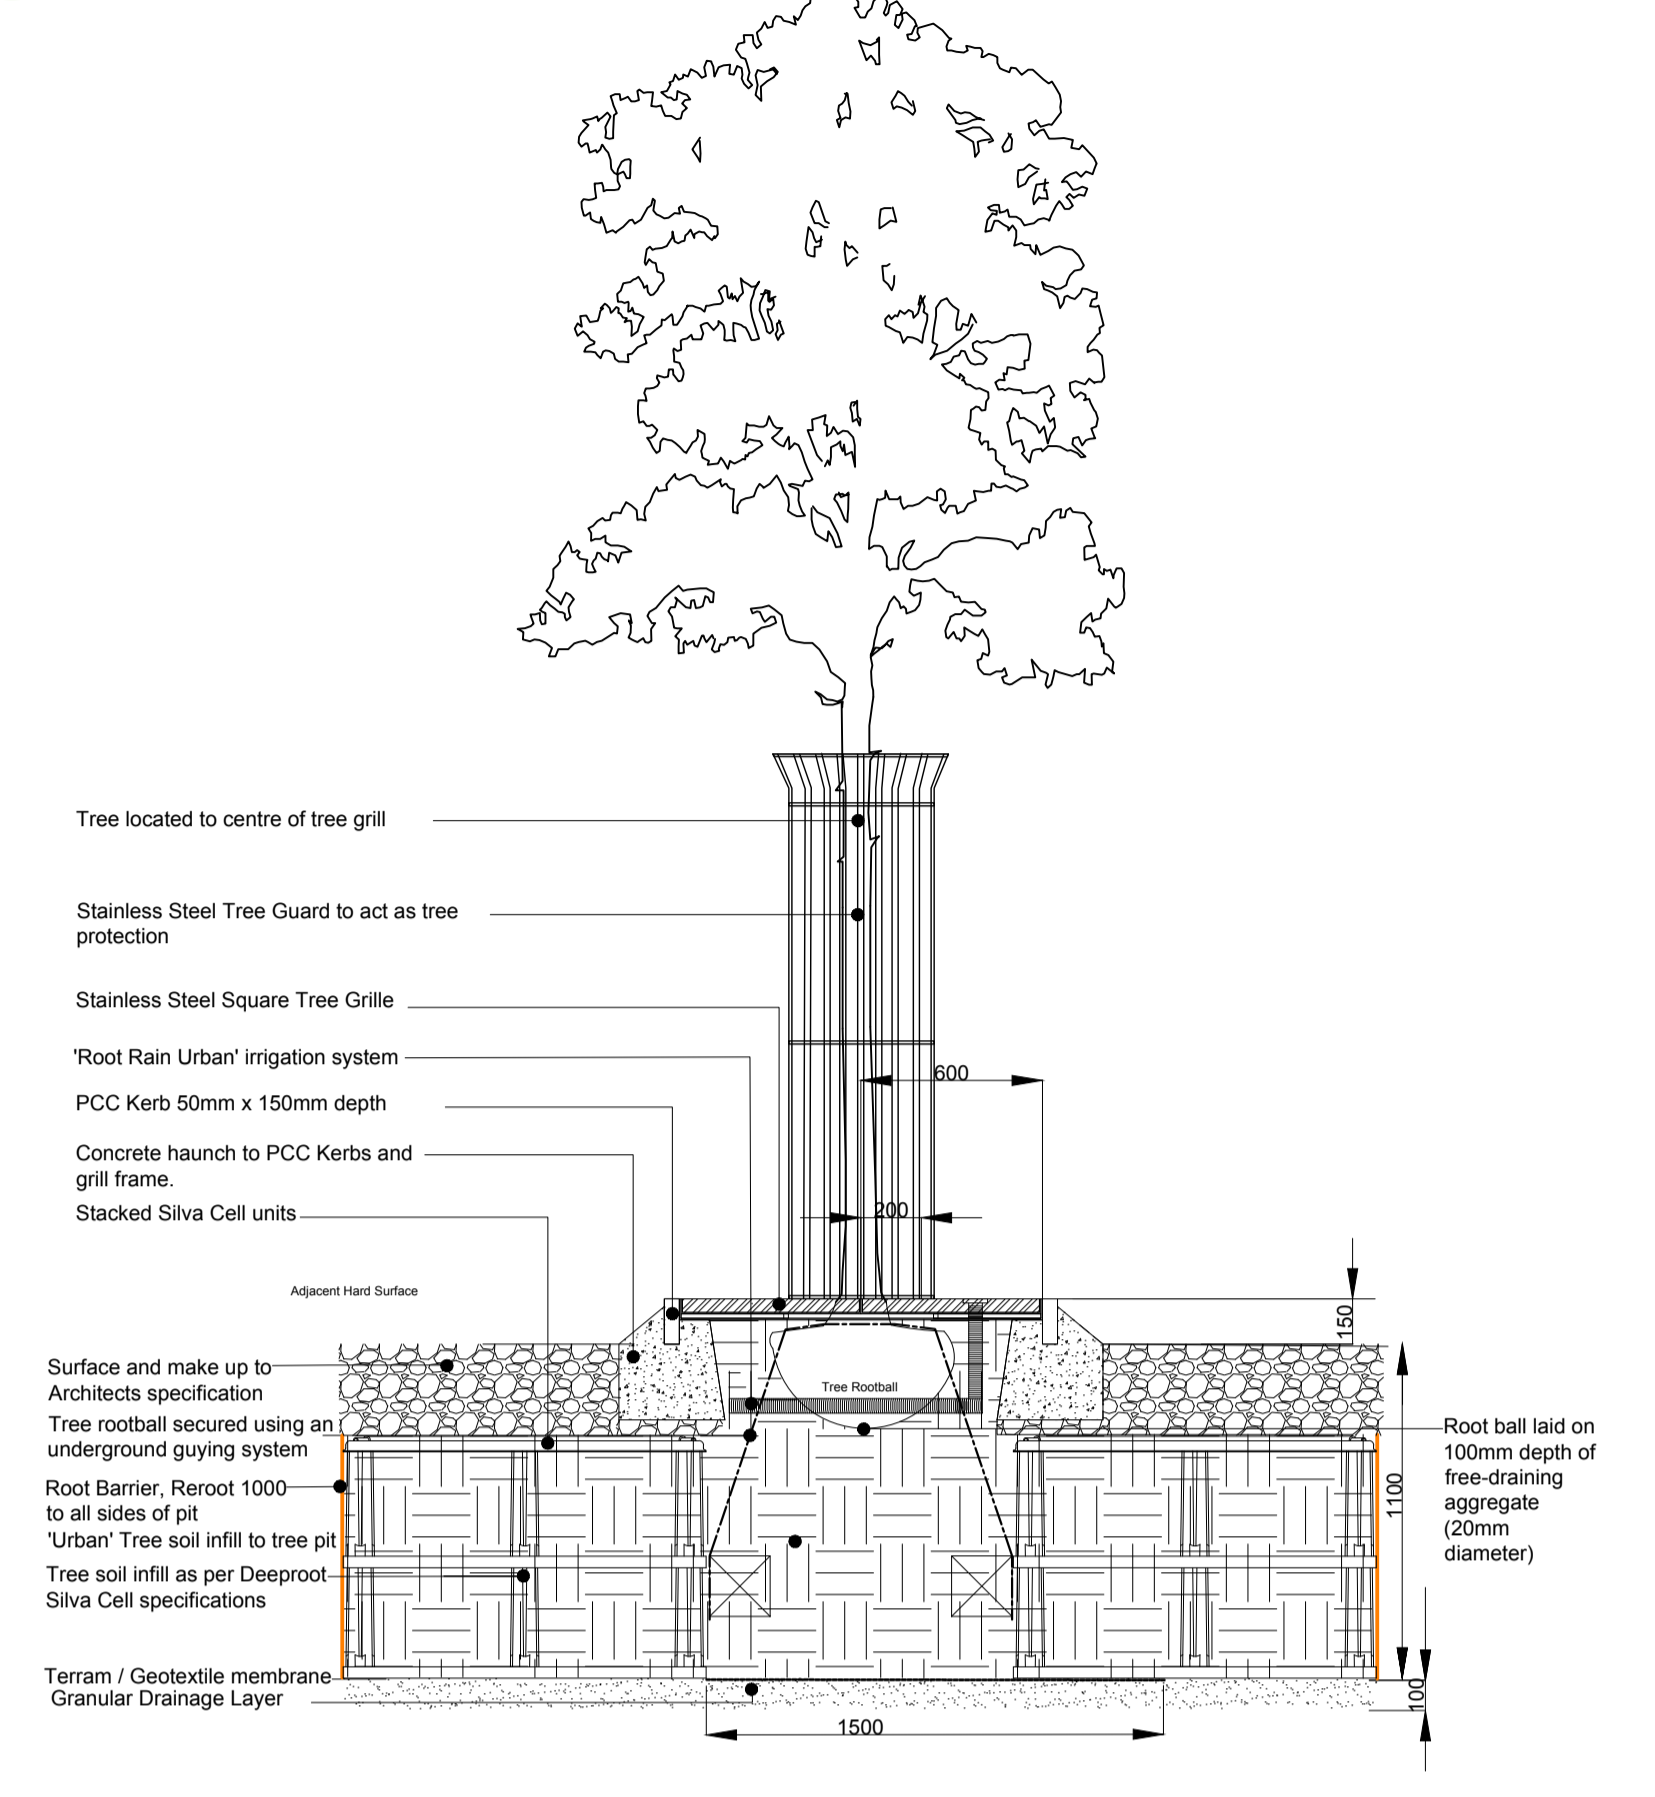 Tree located to centre of tree grill
Stainless Steel Tree Guard to act as tree
protection
Stainless Steel Square Tree Grille
'Root Rain Urban' irrigation system
600
PCC Kerb 50mm x 150mm depth
Concrete haunch to PCC Kerbs and
grill frame.
Stacked Silva Cell units
200
Adjacent Hard Surface
150
Surface and make up to
Architects specification
Tree Rootball
Tree rootball secured using an
underground guying system
Root Barrier, Reroot 1000
to all sides of pit
'Urban' Tree soil infill to tree pit
Tree soil infill as per Deeproot
Silva Cell specifications
Root ball laid on
100mm depth of
free-draining
aggregate
(20mm
diameter)
1100
Terram / Geotextile membrane
Granular Drainage Layer
100
1500